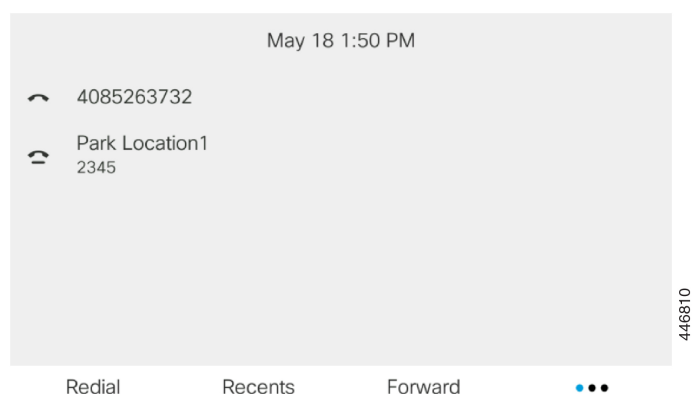 May 18 1:50 PM
4085263732
Park Location1
2345
446810
Redial Recents Forward